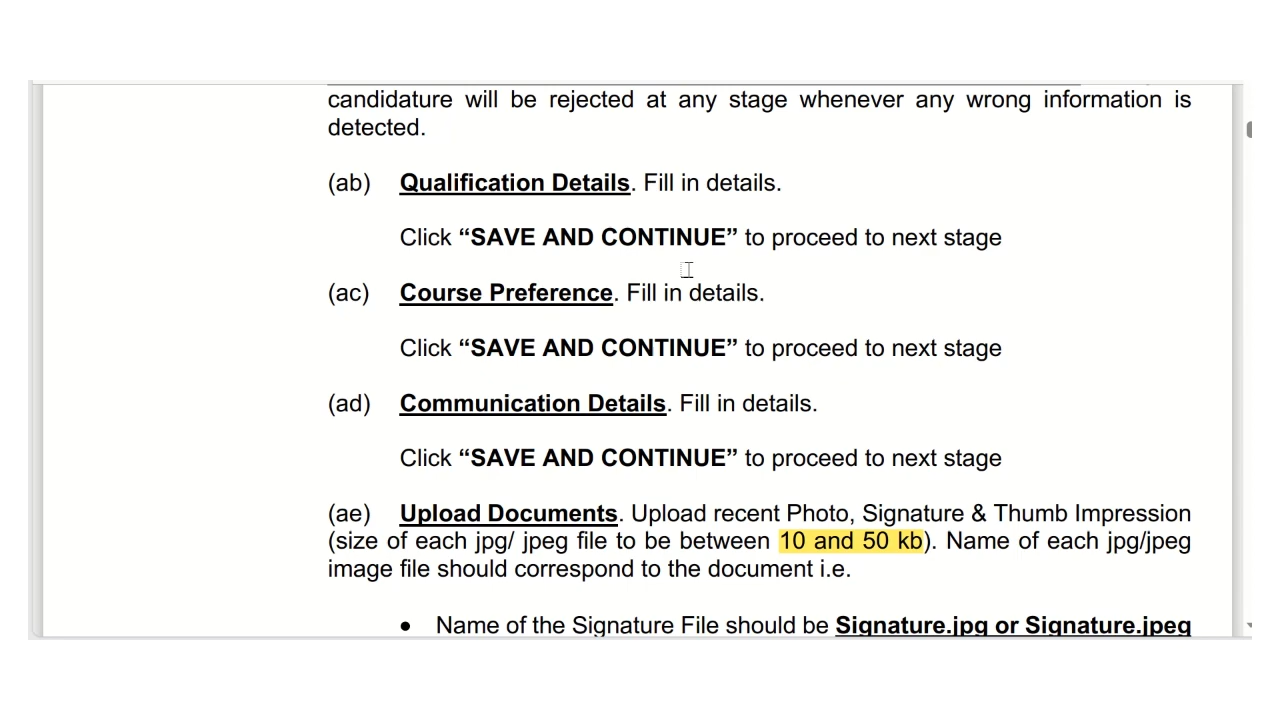 candidature will be rejected at any stage whenever any wrong information is
detected.
(ab) Qualification Details. Fill in details.
Click “SAVE AND CONTINUE” to proceed to next stage
(ac) Course Preference. Fill in details.
Click “SAVE AND CONTINUE” to proceed to next stage
(ad) Communication Details. Fill in details.
Click “SAVE AND CONTINUE” to proceed to next stage
(ae) Upload Documents. Upload recent Photo, Signature & Thumb Impression
(size of each jpg/ jpeg file to be between 10 and 50 kb). Name of each jpg/jpeg
image file should correspond to the document i.e.
• Name of the Signature File should be Signature.jpg or Signature.jpeg